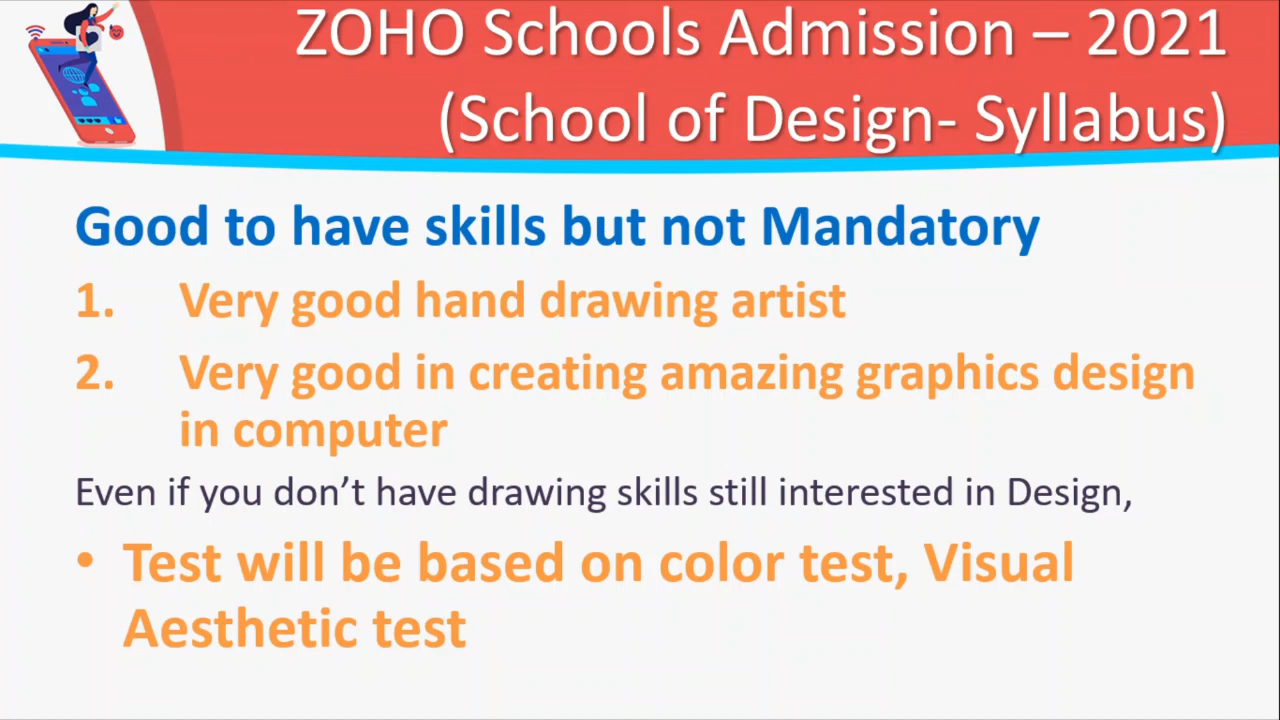 ZOHO Schools Admission – 2021
(School of Design- Syllabus)
Good to have skills but not Mandatory
1. Very good hand drawing artist
2. Very good in creating amazing graphics design
in computer
Even if you don’t have drawing skills still interested in Design,
• Test will be based on color test, Visual
Aesthetic test